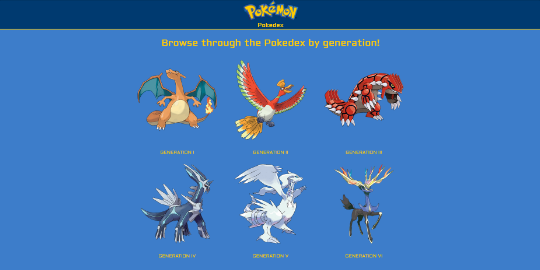 POKéMON
Pokedex
Browse through the Pokedex by generation!
GENERATION I
GENERATION II
GENERATION III
GENERATION IV
GENERATION V
GENERATION VI